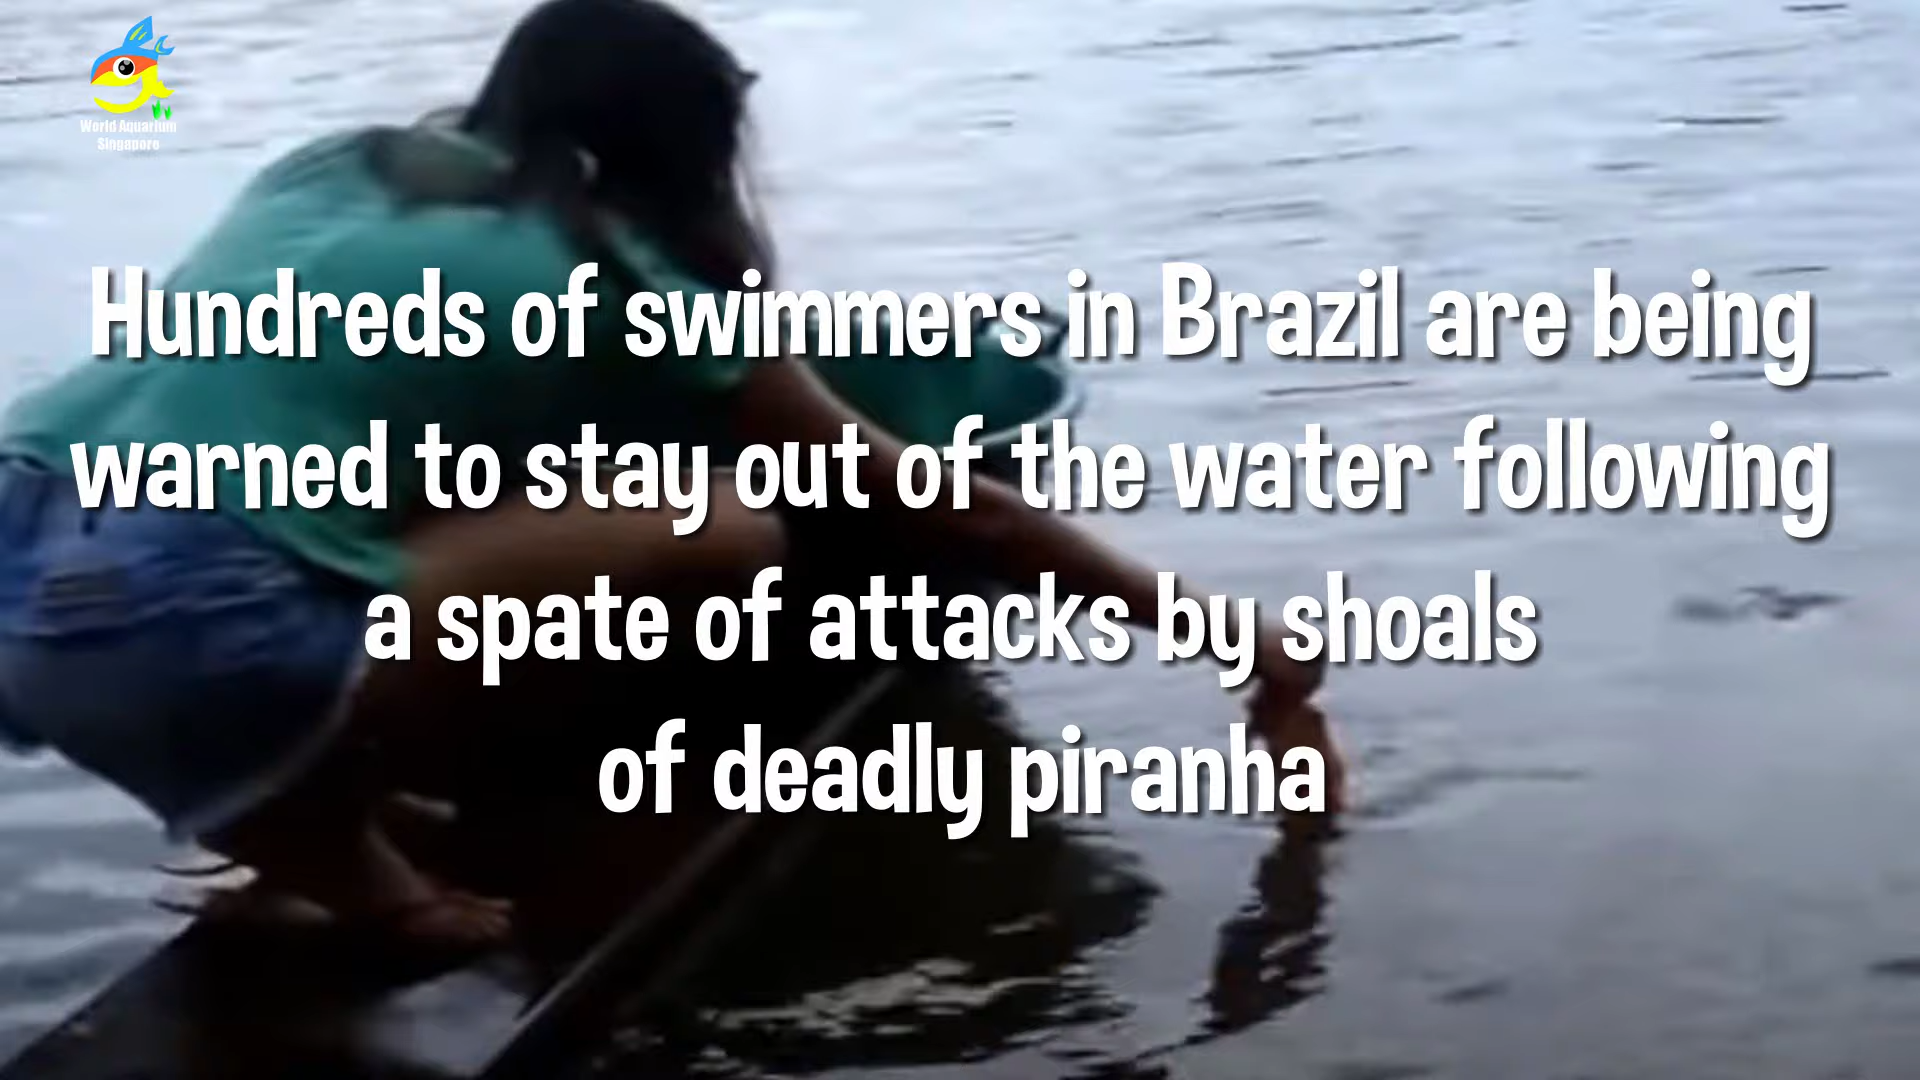 World Aquarium
Singapore
Hundreds of swimmers in Brazil are being
warned to stay out of the water following
a spate of attacks by shoals
of deadly piranha